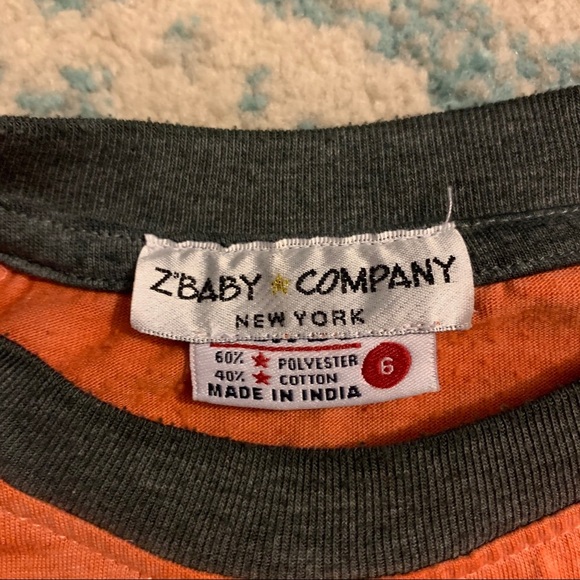 Z'BABY ★ COMPANY
NEW YORK
60% ★ POLYESTER
40% ★ COTTON
6
MADE IN INDIA